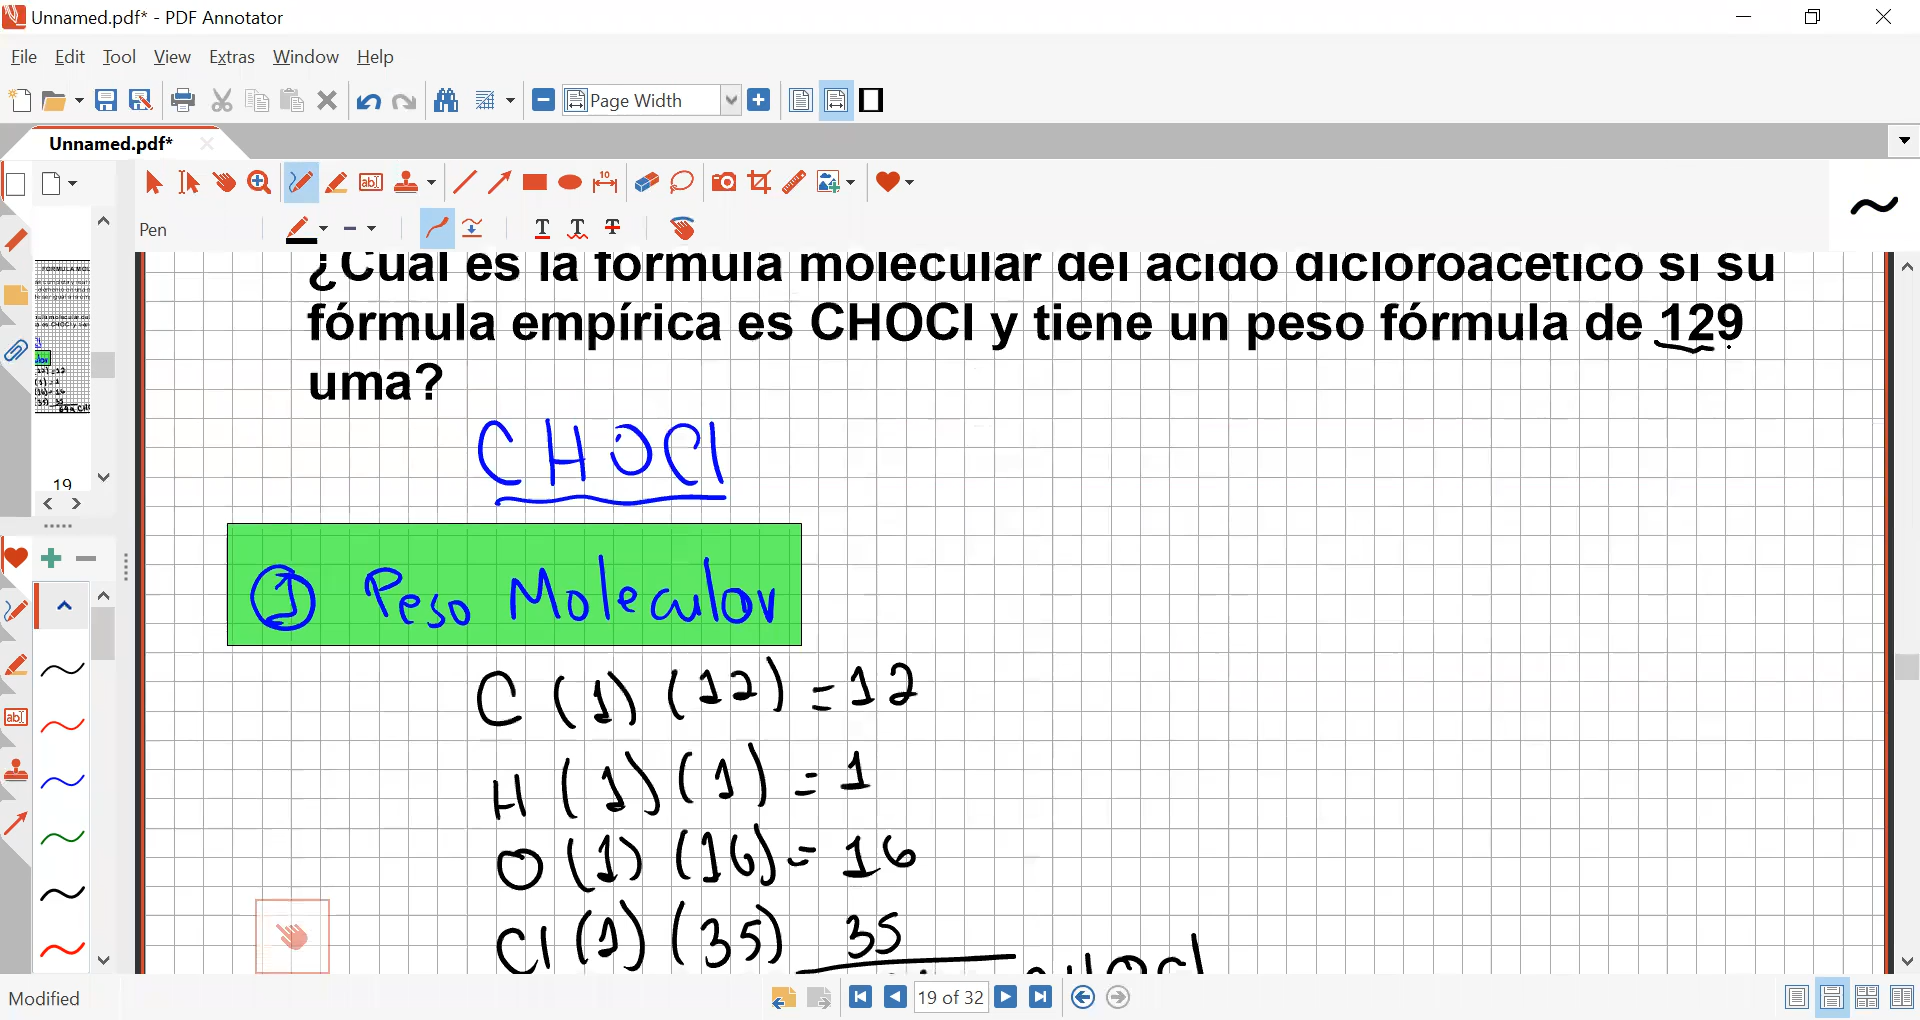 Unnamed.pdf* - PDF Annotator
File Edit Tool View Extras Window Help
Page Width
Unnamed.pdf*
Pen
¿Cuál es la fórmula molecular del ácido dicloroacético si su
fórmula empírica es CHOCl y tiene un peso fórmula de 129
uma?
CHOCl
1 Peso Molecular
C (1) (12) = 12
H (1) (1) = 1
O (1) (16) = 16
Cl (1) (35) 35
19
Modified
19 of 32